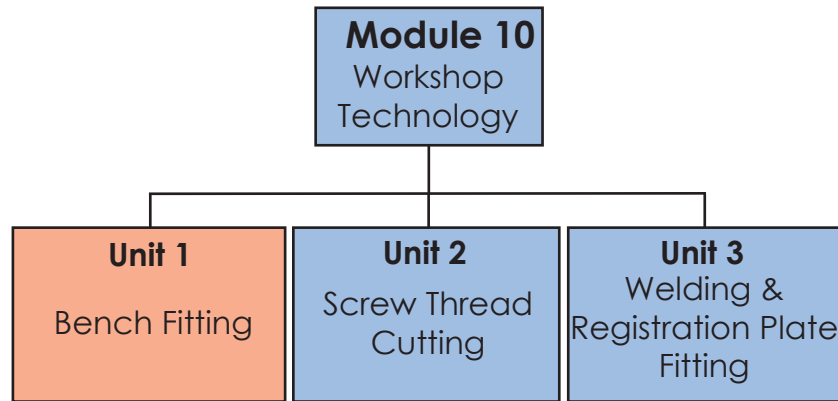 Module 10
Workshop
Technology
Unit 1
Bench Fitting
Unit 2
Screw Thread
Cutting
Unit 3
Welding &
Registration Plate
Fitting